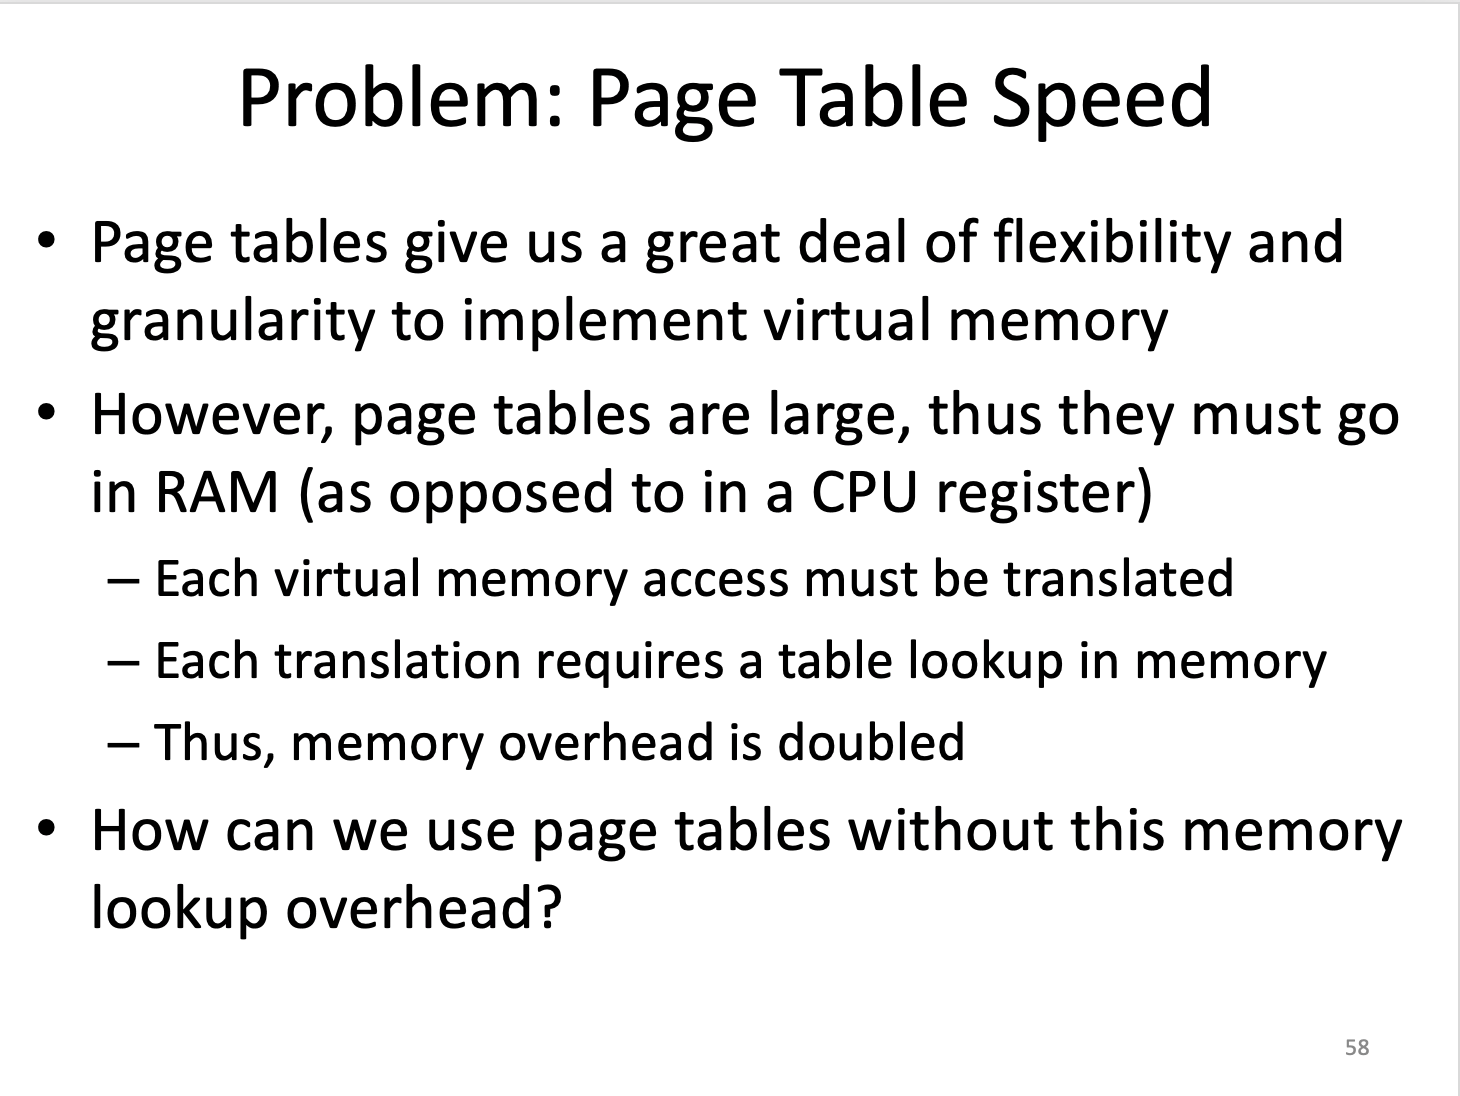 Problem: Page Table Speed
• Page tables give us a great deal of flexibility and
granularity to implement virtual memory
• However, page tables are large, thus they must go
in RAM (as opposed to in a CPU register)
– Each virtual memory access must be translated
– Each translation requires a table lookup in memory
– Thus, memory overhead is doubled
• How can we use page tables without this memory
lookup overhead?
58